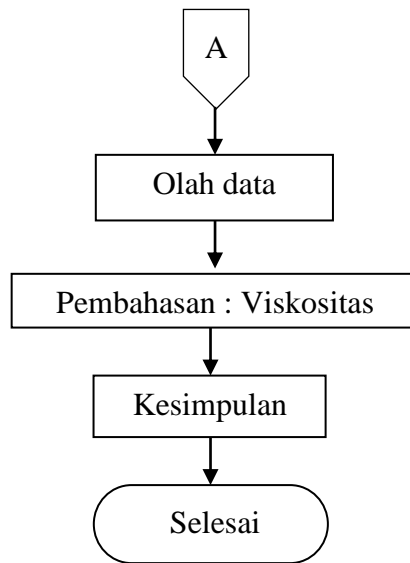 A
Olah data
Pembahasan : Viskositas
Kesimpulan
Selesai